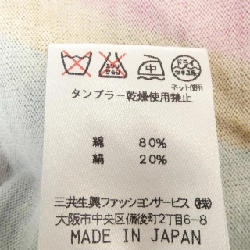 中
ドライ
ネット使用
タンブラー乾燥使用禁止
綿 80%
絹 20%
三共生興ファッションサービス(株)
大阪市中央区備後町2丁目6-8
MADE IN JAPAN